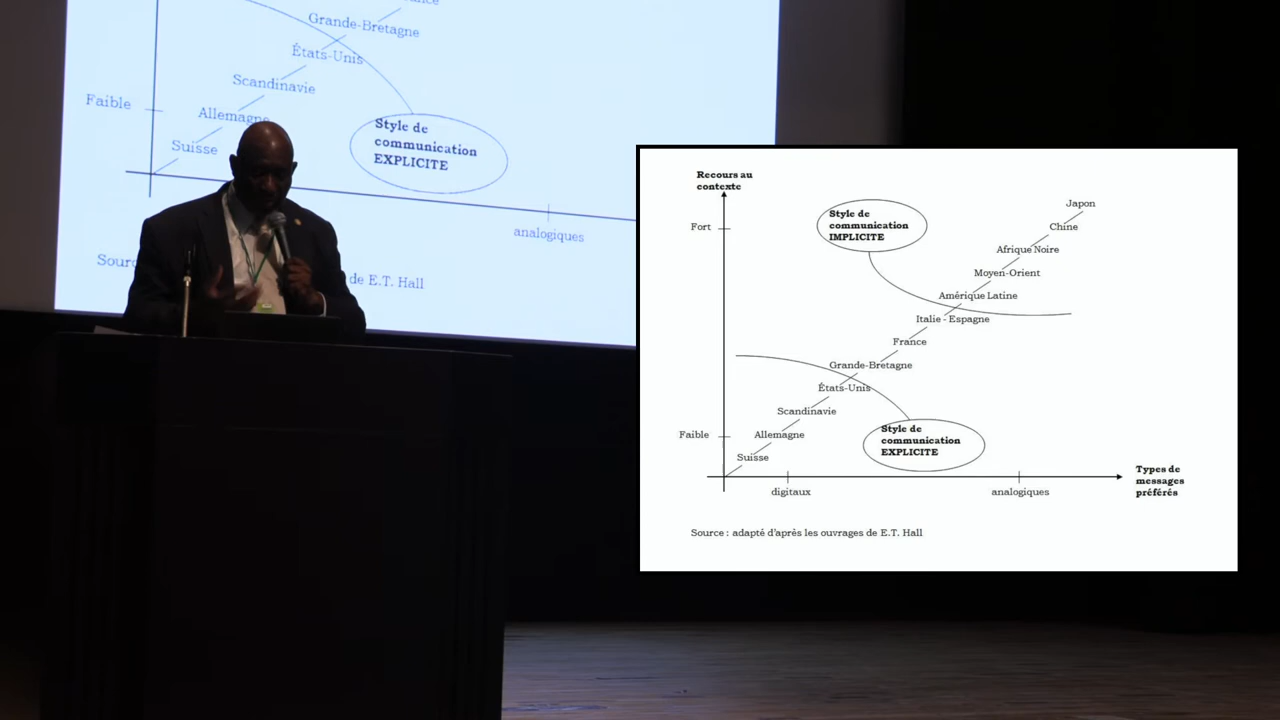 Grande-Bretagne
États-Unis
Scandinavie
Faible
Allemagne
Style de
communication
EXPLICITE
Suisse
analogiques
de E.T. Hall
Recours au
contexte
Japon
Style de
communication
IMPLICITE
Fort
Chine
Afrique Noire
Moyen-Orient
Amérique Latine
Italie - Espagne
France
Grande-Bretagne
États-Unis
Scandinavie
Faible
Allemagne
Style de
communication
EXPLICITE
Suisse
Types de
messages
préférés
digitaux
analogiques
Source : adapté d'après les ouvrages de E.T. Hall